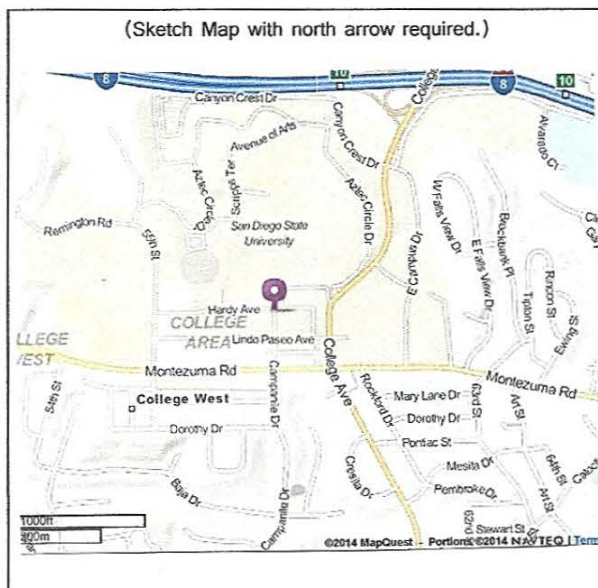 (Sketch Map with north arrow required.)
8
10
College
8
10
Canyon Crest Dr
Avenue of Arts
Canyon Crest Dr
Alvarado Ct
Aztec Circle
Scripps Ter
Aztec Circle Dr
W Falls View Dr
Brockbank Pl
Remington Rd
55th St
San Diego State
University
E Campus Dr
E Falls View Dr
Rincon St
Tipton St
Ewing St
Hardy Ave
COLLEGE
AREA
Lindo Paseo Ave
LLEGE
College Ave
Montezuma Rd
Montezuma Rd
54th St
College West
Campanile Dr
Rockford Dr
Mary Lane Dr
63rd St
Art St
Dorothy Dr
Dorothy Dr
Pontiac St
64th St
Mesita Dr
Baja Dr
Cresita Dr
Pembroke Dr
Art St
Campanile Dr
62nd
Stewart St
1000ft
300m
©2014 MapQuest - Portions ©2014 NAVTEQ | Term